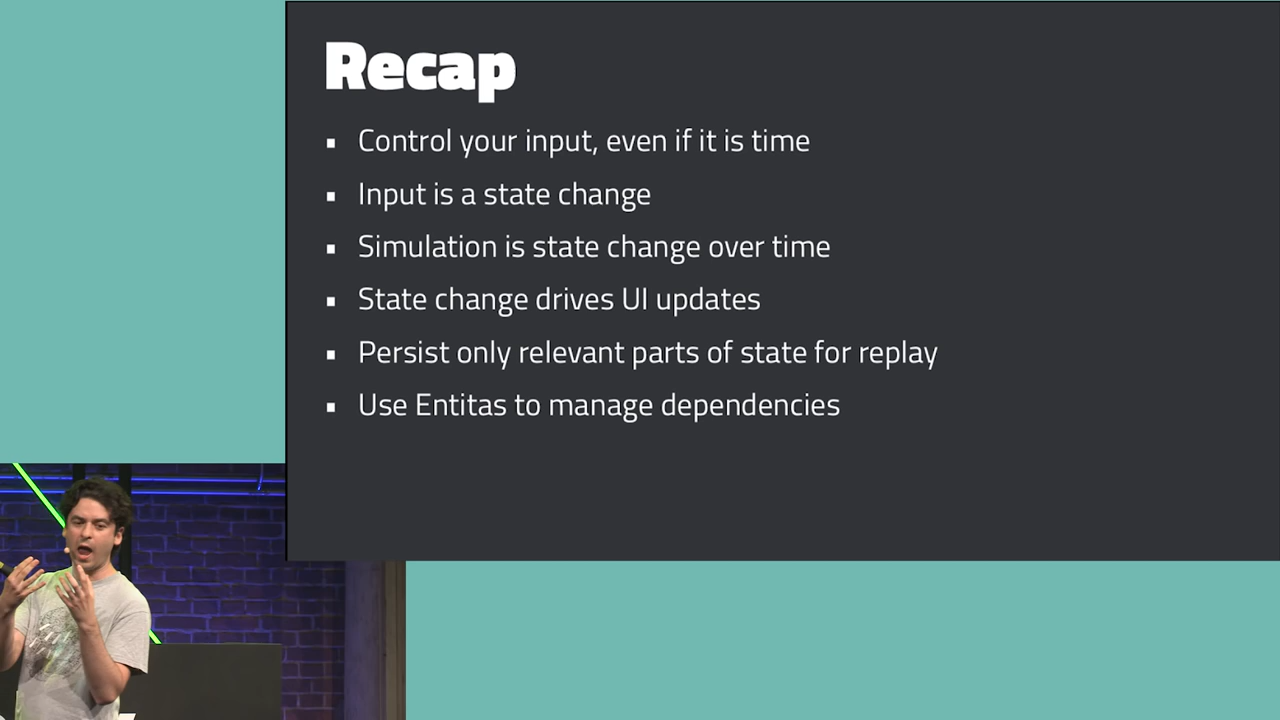 Recap
▪ Control your input, even if it is time
▪ Input is a state change
▪ Simulation is state change over time
▪ State change drives UI updates
▪ Persist only relevant parts of state for replay
▪ Use Entitas to manage dependencies